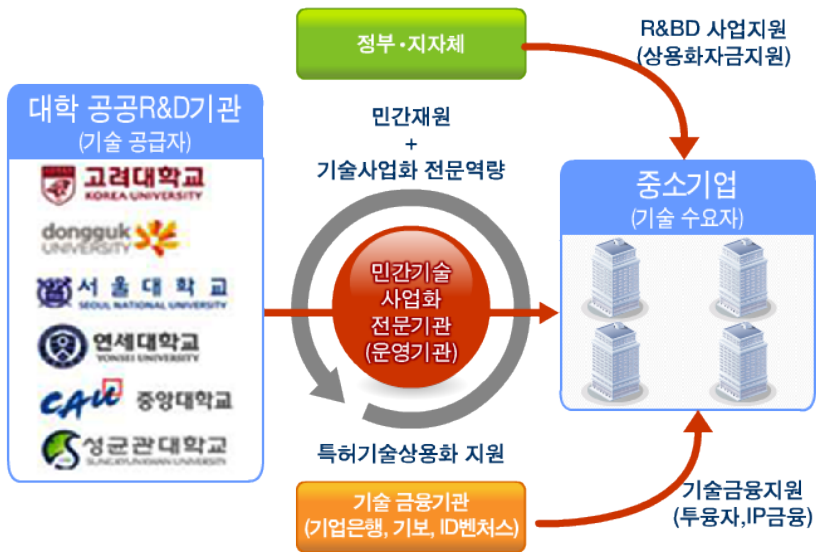 정부·지자체
R&BD 사업지원
(상용화자금지원)
대학 공공R&D기관
(기술 공급자)
고려대학교
KOREA UNIVERSITY
dongguk
UNIVERSITY
서울대학교
SEOUL NATIONAL UNIVERSITY
연세대학교
YONSEI UNIVERSITY
CAU 중앙대학교
성균관대학교
SUNGKYUNKWAN UNIVERSITY
민간재원
+
기술사업화 전문역량
민간기술
사업화
전문기관
(운영기관)
특허기술상용화 지원
중소기업
(기술 수요자)
기술 금융기관
(기업은행, 기보, ID벤처스)
기술금융지원
(투융자,IP금융)